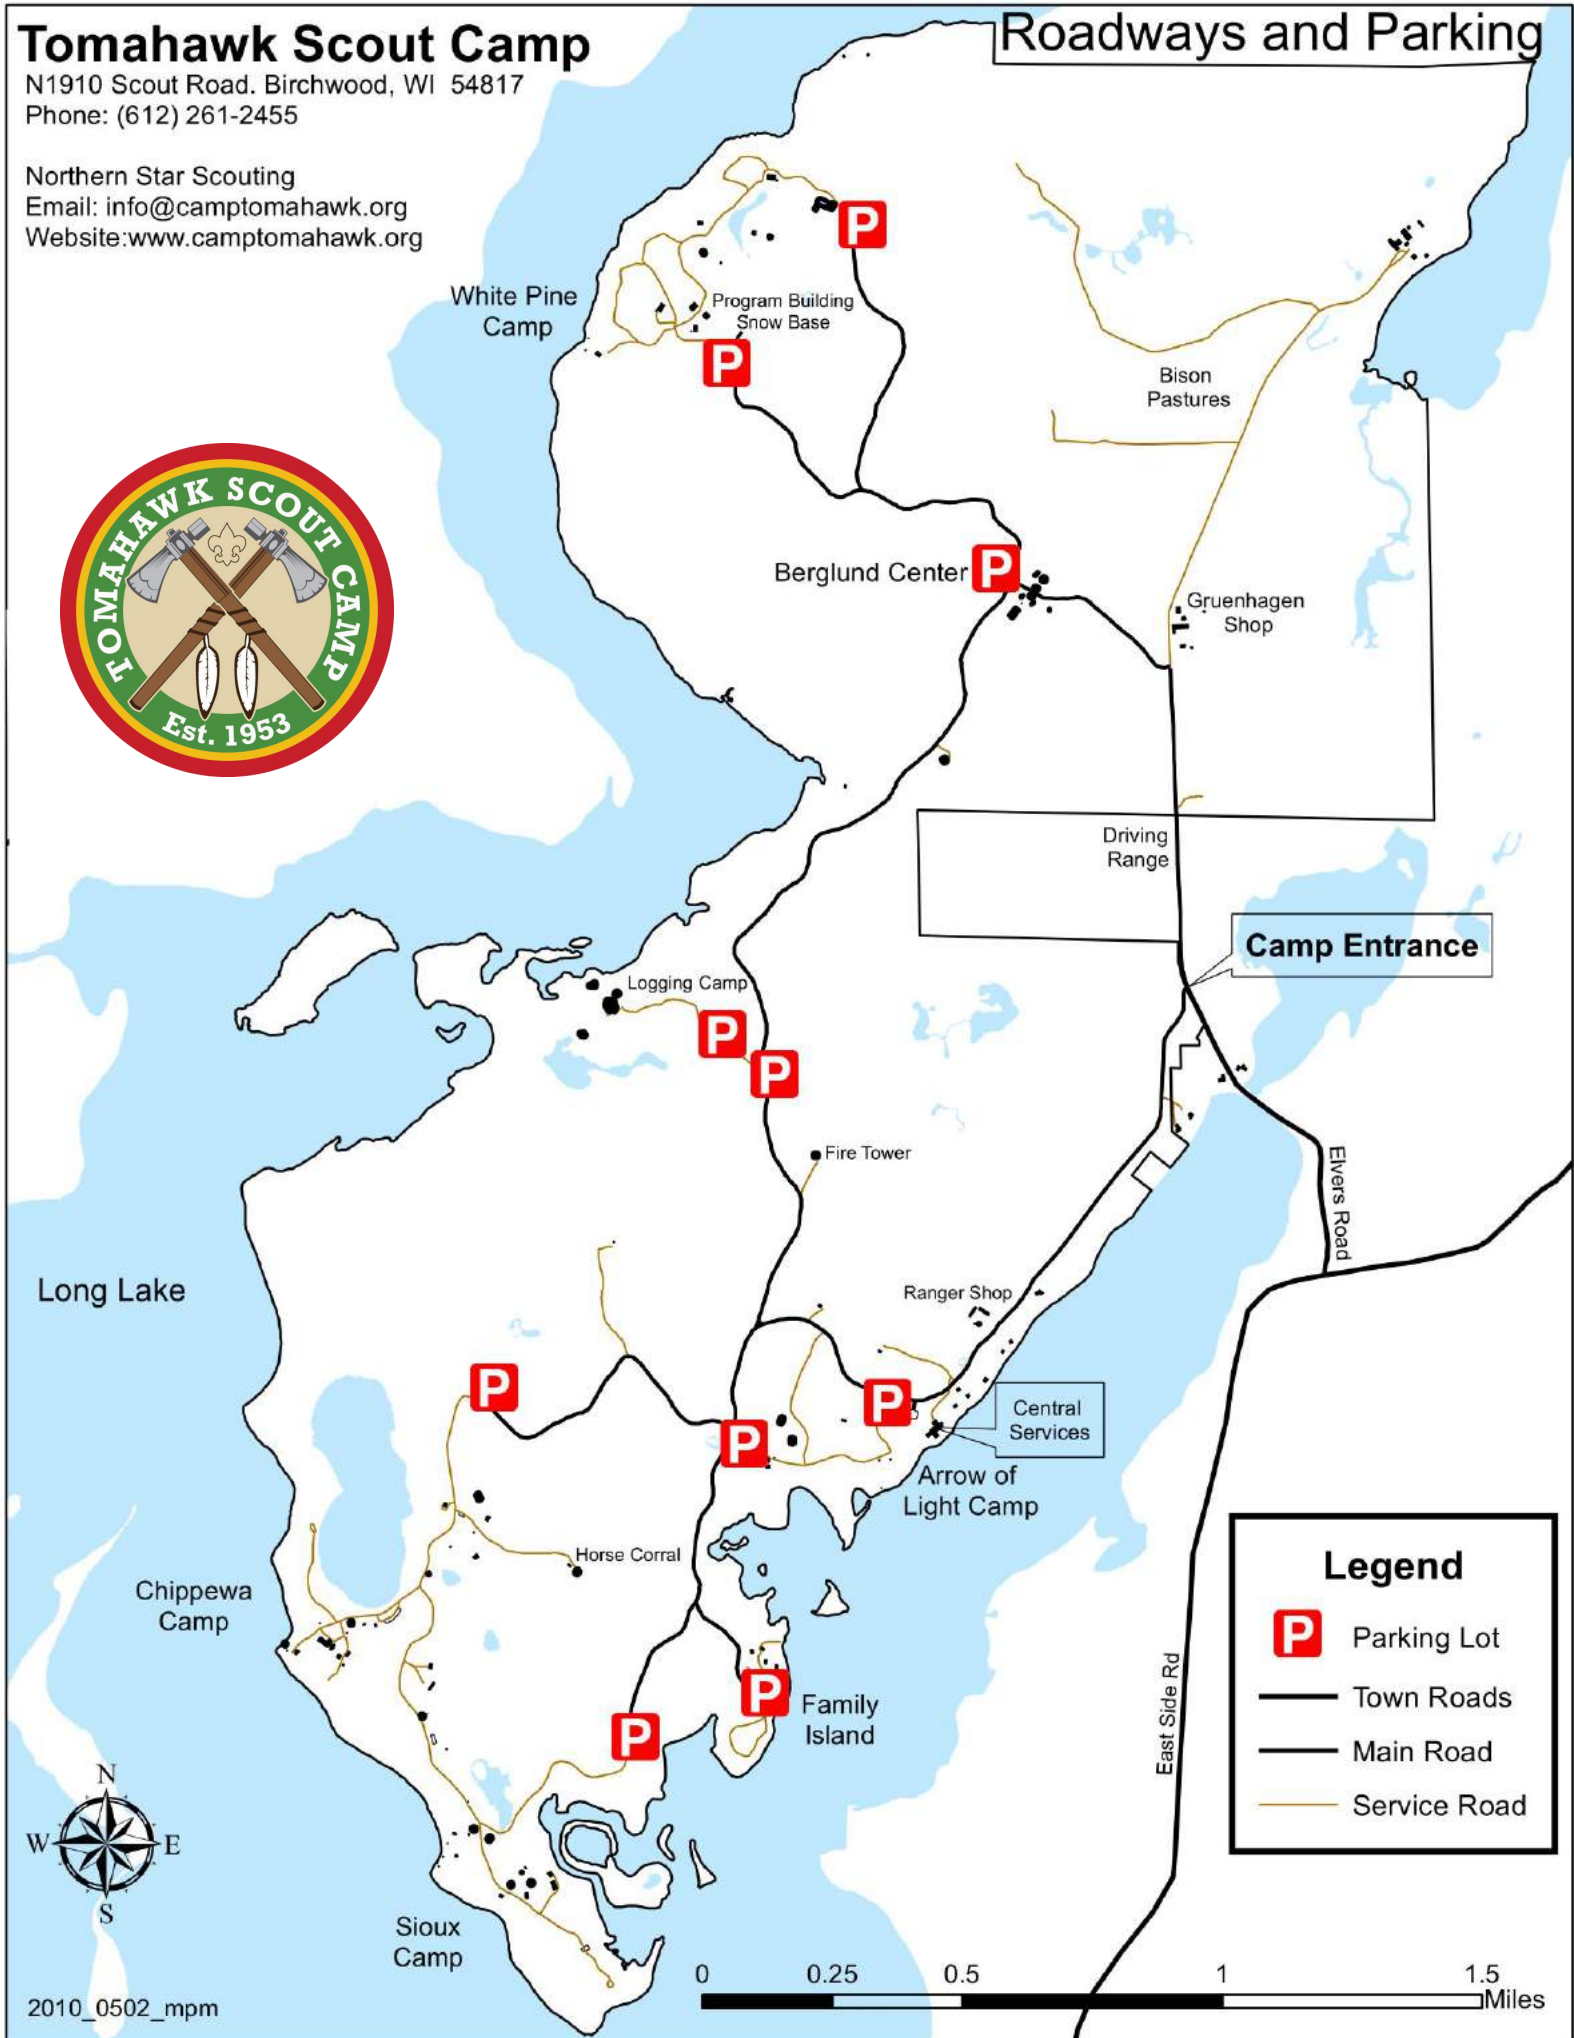 Tomahawk Scout Camp
N1910 Scout Road. Birchwood, WI 54817
Phone: (612) 261-2455
Northern Star Scouting
Email: info@camptomahawk.org
Website:www.camptomahawk.org
Roadways and Parking
P
White Pine
Camp
Program Building
Snow Base
P
Bison
Pastures
TOMAHAWK SCOUT CAMP
Est. 1953
Berglund Center
P
Gruenhagen
Shop
Driving
Range
Camp Entrance
Logging Camp
P
P
Fire Tower
Elvers Road
Long Lake
Ranger Shop
P
P
P
Central
Services
Arrow of
Light Camp
Horse Corral
Chippewa
Camp
P
Family
Island
P
East Side Rd
Sioux
Camp
Legend
P Parking Lot
Town Roads
Main Road
Service Road
N
W E
S
0 0.25 0.5 1 1.5
Miles
2010_0502_mpm